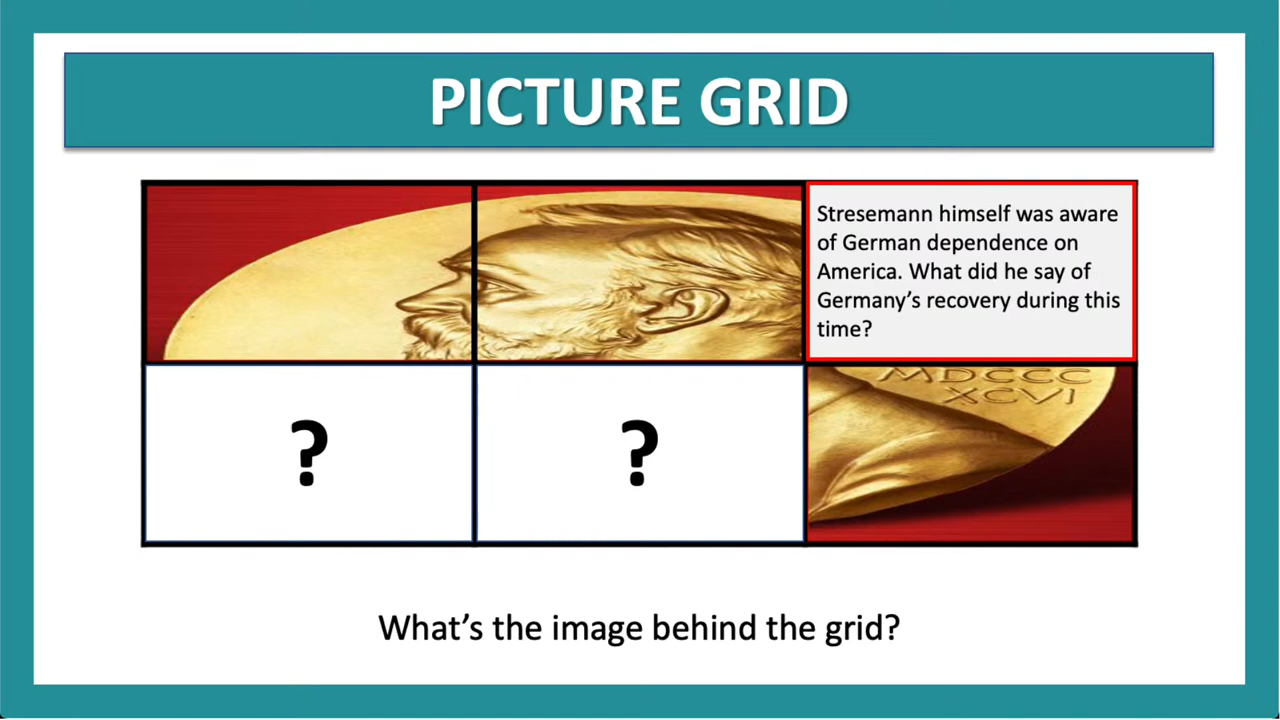 PICTURE GRID
Stresemann himself was aware
of German dependence on
America. What did he say of
Germany’s recovery during this
time?
?
?
MDCCC
XCVI
What’s the image behind the grid?